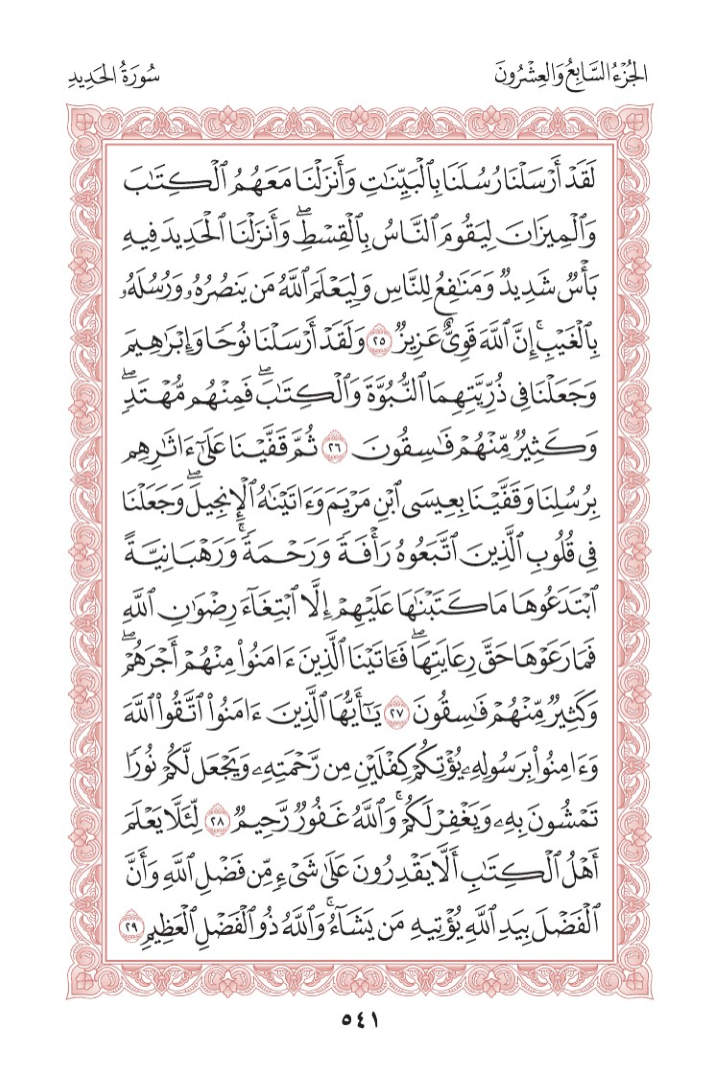 الجُزْءُ السَّابِعُ وَالعِشْرُونَ
سُورَةُ الحَدِيدِ
لَقَدْ أَرْسَلْنَا رُسُلَنَا بِٱلْبَيِّنَٰتِ وَأَنزَلْنَا مَعَهُمُ ٱلْكِتَٰبَ
وَٱلْمِيزَانَ لِيَقُومَ ٱلنَّاسُ بِٱلْقِسْطِۖ وَأَنزَلْنَا ٱلْحَدِيدَ فِيهِ
بَأْسٌ شَدِيدٌ وَمَنَٰفِعُ لِلنَّاسِ وَلِيَعْلَمَ ٱللَّهُ مَن يَنصُرُهُۥ وَرُسُلَهُۥ
بِٱلْغَيْبِۚ إِنَّ ٱللَّهَ قَوِىٌّ عَزِيزٌ ٢٥ وَلَقَدْ أَرْسَلْنَا نُوحًا وَإِبْرَٰهِيمَ
وَجَعَلْنَا فِى ذُرِّيَّتِهِمَا ٱلنُّبُوَّةَ وَٱلْكِتَٰبَۖ فَمِنْهُم مُّهْتَدٍۖ
وَكَثِيرٌ مِّنْهُمْ فَٰسِقُونَ ٢٦ ثُمَّ قَفَّيْنَا عَلَىٰٓ ءَاثَٰرِهِم
بِرُسُلِنَا وَقَفَّيْنَا بِعِيسَى ٱبْنِ مَرْيَمَ وَءَاتَيْنَٰهُ ٱلْإِنجِيلَۖ وَجَعَلْنَا
فِى قُلُوبِ ٱلَّذِينَ ٱتَّبَعُوهُ رَأْفَةً وَرَحْمَةًۚ وَرَهْبَانِيَّةً
ٱبْتَدَعُوهَا مَا كَتَبْنَٰهَا عَلَيْهِمْ إِلَّا ٱبْتِغَآءَ رِضْوَٰنِ ٱللَّهِ
فَمَا رَعَوْهَا حَقَّ رِعَايَتِهَاۖ فَـَٔاتَيْنَا ٱلَّذِينَ ءَامَنُوا۟ مِنْهُمْ أَجْرَهُمْۖ
وَكَثِيرٌ مِّنْهُمْ فَٰسِقُونَ ٢٧ يَٰٓأَيُّهَا ٱلَّذِينَ ءَامَنُوا۟ ٱتَّقُوا۟ ٱللَّهَ
وَءَامِنُوا۟ بِرَسُولِهِۦ يُؤْتِكُمْ كِفْلَيْنِ مِن رَّحْمَتِهِۦ وَيَجْعَل لَّكُمْ نُورًا
تَمْشُونَ بِهِۦ وَيَغْفِرْ لَكُمْۚ وَٱللَّهُ غَفُورٌ رَّحِيمٌ ٢٨ لِّئَلَّا يَعْلَمَ
أَهْلُ ٱلْكِتَٰبِ أَلَّا يَقْدِرُونَ عَلَىٰ شَىْءٍ مِّن فَضْلِ ٱللَّهِ وَأَنَّ
ٱلْفَضْلَ بِيَدِ ٱللَّهِ يُؤْتِيهِ مَن يَشَآءُۚ وَٱللَّهُ ذُو ٱلْفَضْلِ ٱلْعَظِيمِ ٢٩
٥٤١